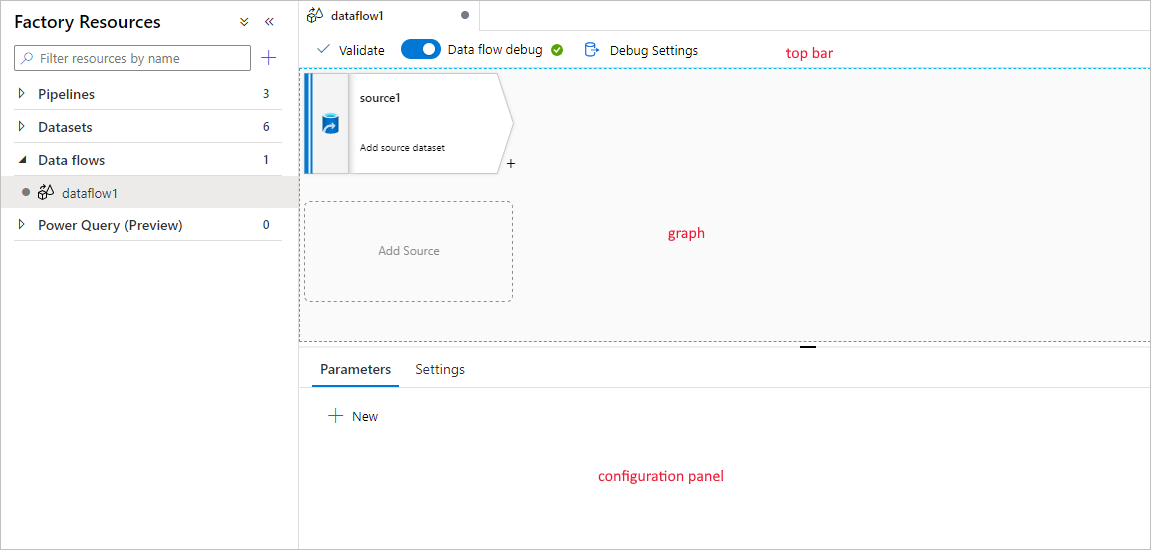 Factory Resources
Filter resources by name
Pipelines 3
Datasets 6
Data flows 1
dataflow1
Power Query (Preview) 0
dataflow1
Validate Data flow debug Debug Settings top bar
source1
Add source dataset
+
Add Source
graph
Parameters Settings
New
configuration panel